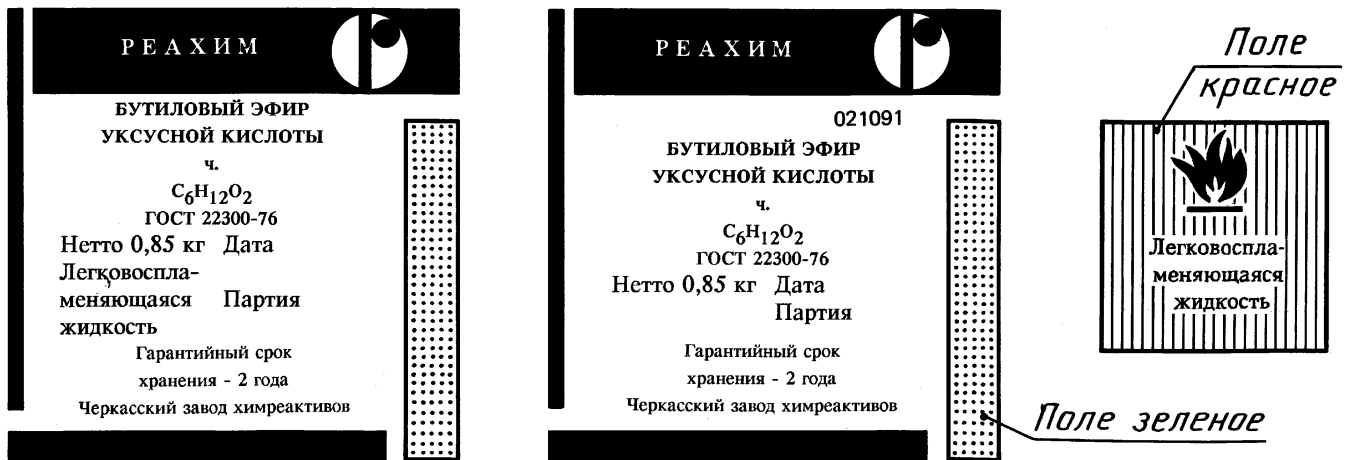 РЕАХИМ
БУТИЛОВЫЙ ЭФИР
УКСУСНОЙ КИСЛОТЫ
ч.
C6H12O2
ГОСТ 22300-76
Нетто 0,85 кг Дата
Легковоспла-
меняющаяся Партия
жидкость
Гарантийный срок
хранения - 2 года
Черкасский завод химреактивов
РЕАХИМ
021091
БУТИЛОВЫЙ ЭФИР
УКСУСНОЙ КИСЛОТЫ
ч.
C6H12O2
ГОСТ 22300-76
Нетто 0,85 кг Дата
Партия
Гарантийный срок
хранения - 2 года
Черкасский завод химреактивов
Поле
красное
Легковоспла-
меняющаяся
жидкость
Поле зеленое